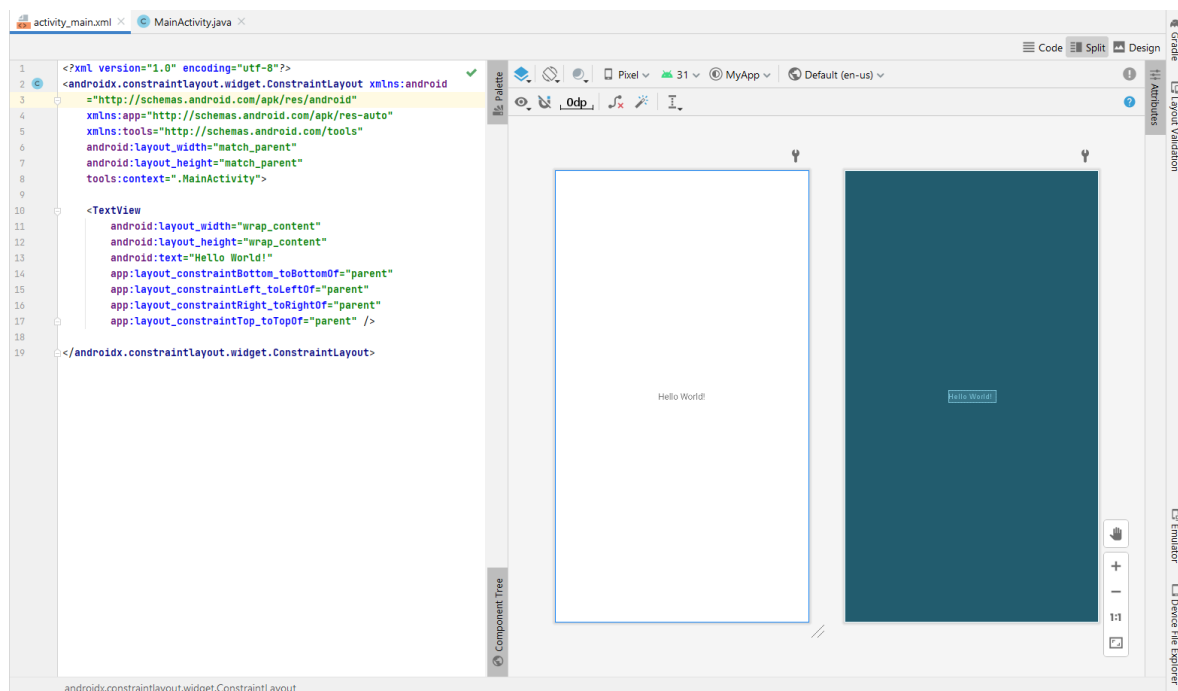 activity_main.xml MainActivity.java
Gradle
Code Split Design
1 <?xml version="1.0" encoding="utf-8"?>
2 <androidx.constraintlayout.widget.ConstraintLayout xmlns:android
3 ="http://schemas.android.com/apk/res/android"
4 xmlns:app="http://schemas.android.com/apk/res-auto"
5 xmlns:tools="http://schemas.android.com/tools"
6 android:layout_width="match_parent"
7 android:layout_height="match_parent"
8 tools:context=".MainActivity">
9
10 <TextView
11 android:layout_width="wrap_content"
12 android:layout_height="wrap_content"
13 android:text="Hello World!"
14 app:layout_constraintBottom_toBottomOf="parent"
15 app:layout_constraintLeft_toLeftOf="parent"
16 app:layout_constraintRight_toRightOf="parent"
17 app:layout_constraintTop_toTopOf="parent" />
18
19 </androidx.constraintlayout.widget.ConstraintLayout>
Palette
Component Tree
Pixel 31 MyApp Default (en-us)
0dp
Hello World!
Hello World!
1:1
Attributes
Layout Validation
Emulator
Device File Explorer
androidx.constraintlayout.widget.ConstraintLayout